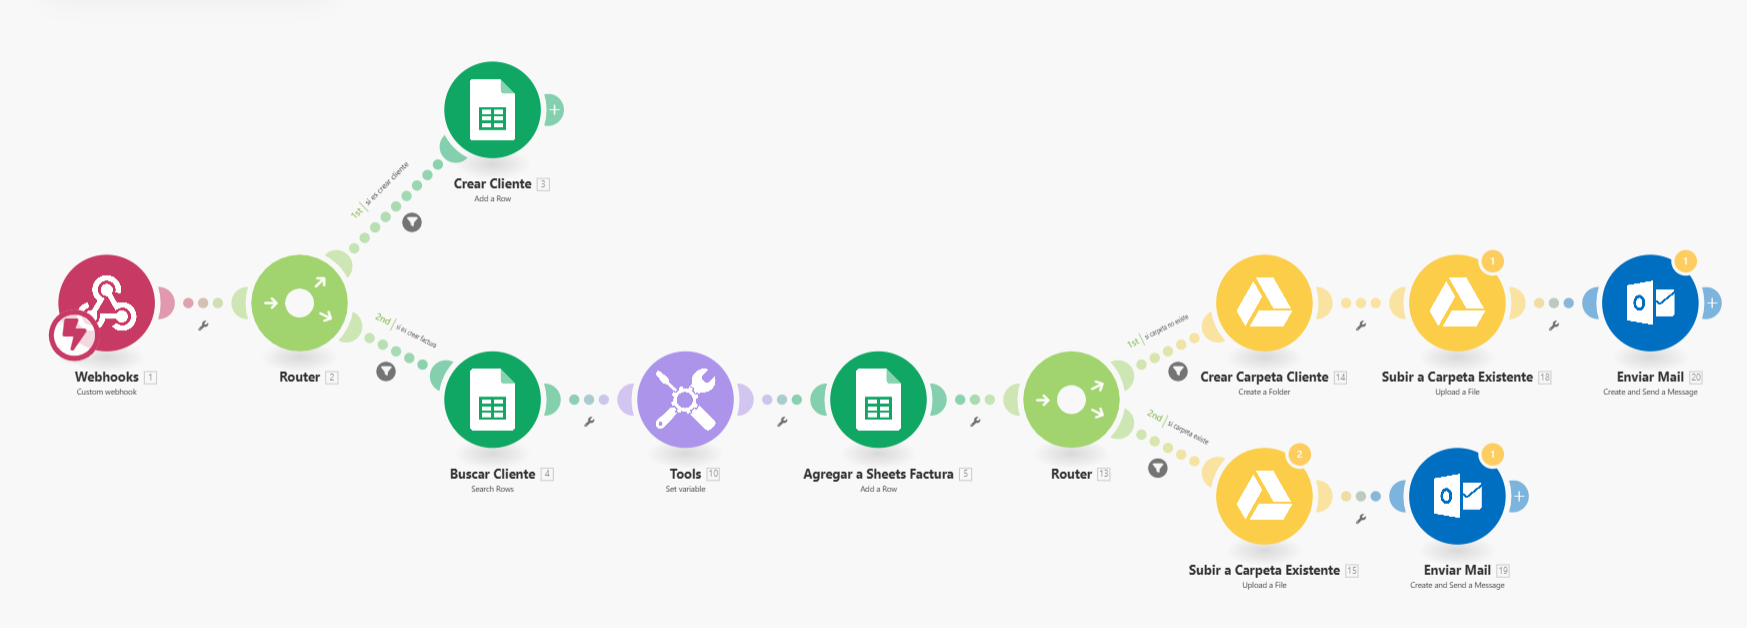 Crear Cliente 3
Add a Row
1st | si es crear cliente
Webhooks 1
Custom webhook
Router 2
2nd | si es crear factura
Buscar Cliente 4
Search Rows
Tools 10
Set variable
Agregar a Sheets Factura 5
Add a Row
Router 13
1st | si carpeta no existe
Crear Carpeta Cliente 14
Create a Folder
1
Subir a Carpeta Existente 18
Upload a File
1
Enviar Mail 20
Create and Send a Message
2nd | si carpeta existe
2
Subir a Carpeta Existente 15
Upload a File
1
Enviar Mail 19
Create and Send a Message